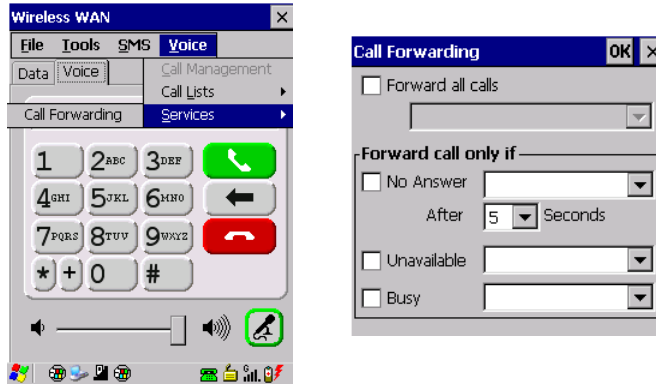 Wireless WAN
File Tools SMS Voice
Data Voice
Call Management
Call Lists
Services
Call Forwarding
1 2ABC 3DEF
4GHI 5JKL 6MNO
7PQRS 8TUV 9WXYZ
* + 0 #
G
Call Forwarding OK
Forward all calls
Forward call only if
No Answer
After 5 Seconds
Unavailable
Busy